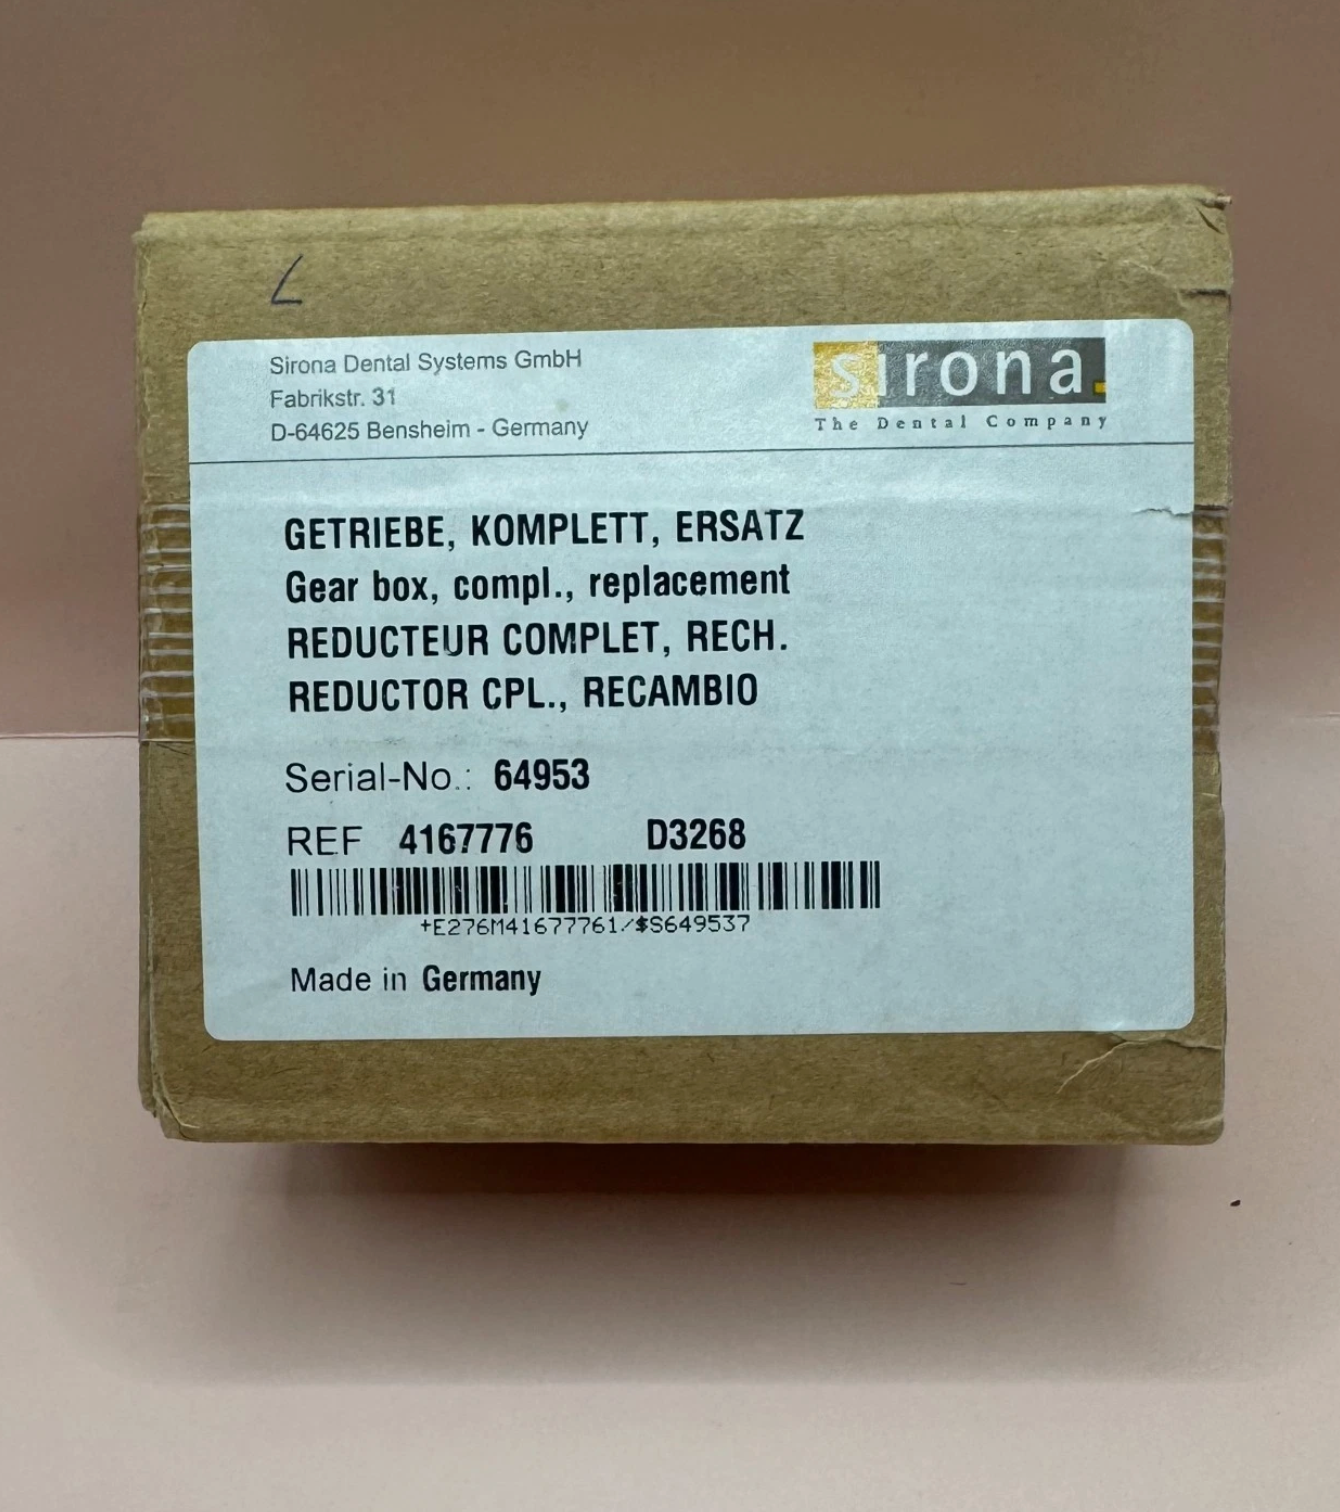 Sirona Dental Systems GmbH
Fabrikstr. 31
D-64625 Bensheim - Germany
sirona.
The Dental Company
GETRIEBE, KOMPLETT, ERSATZ
Gear box, compl., replacement
REDUCTEUR COMPLET, RECH.
REDUCTOR CPL., RECAMBIO
Serial-No.: 64953
REF 4167776 D3268
+E276M41677761/$S649537
Made in Germany